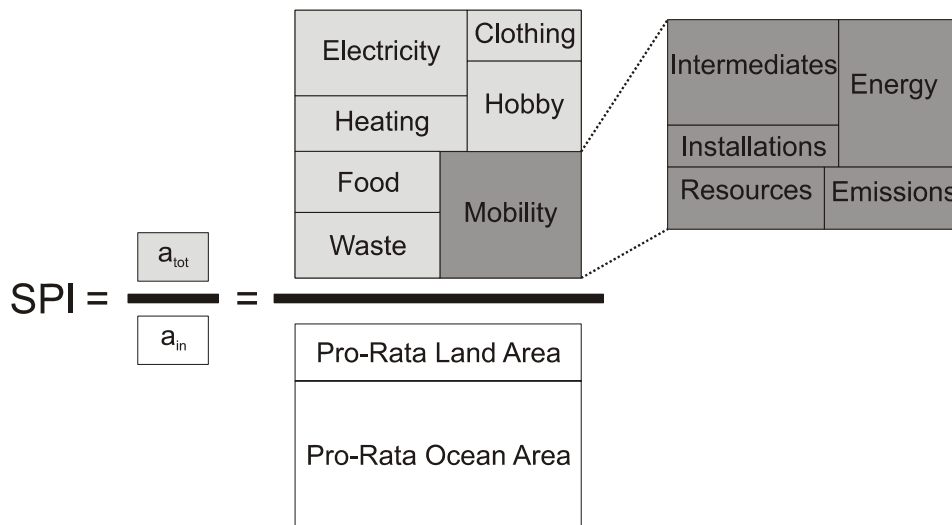 Electricity
Clothing
Hobby
Heating
Food
Mobility
Waste
Intermediates
Energy
Installations
Resources
Emissions
SPI = a_tot / a_in =
Pro-Rata Land Area
Pro-Rata Ocean Area